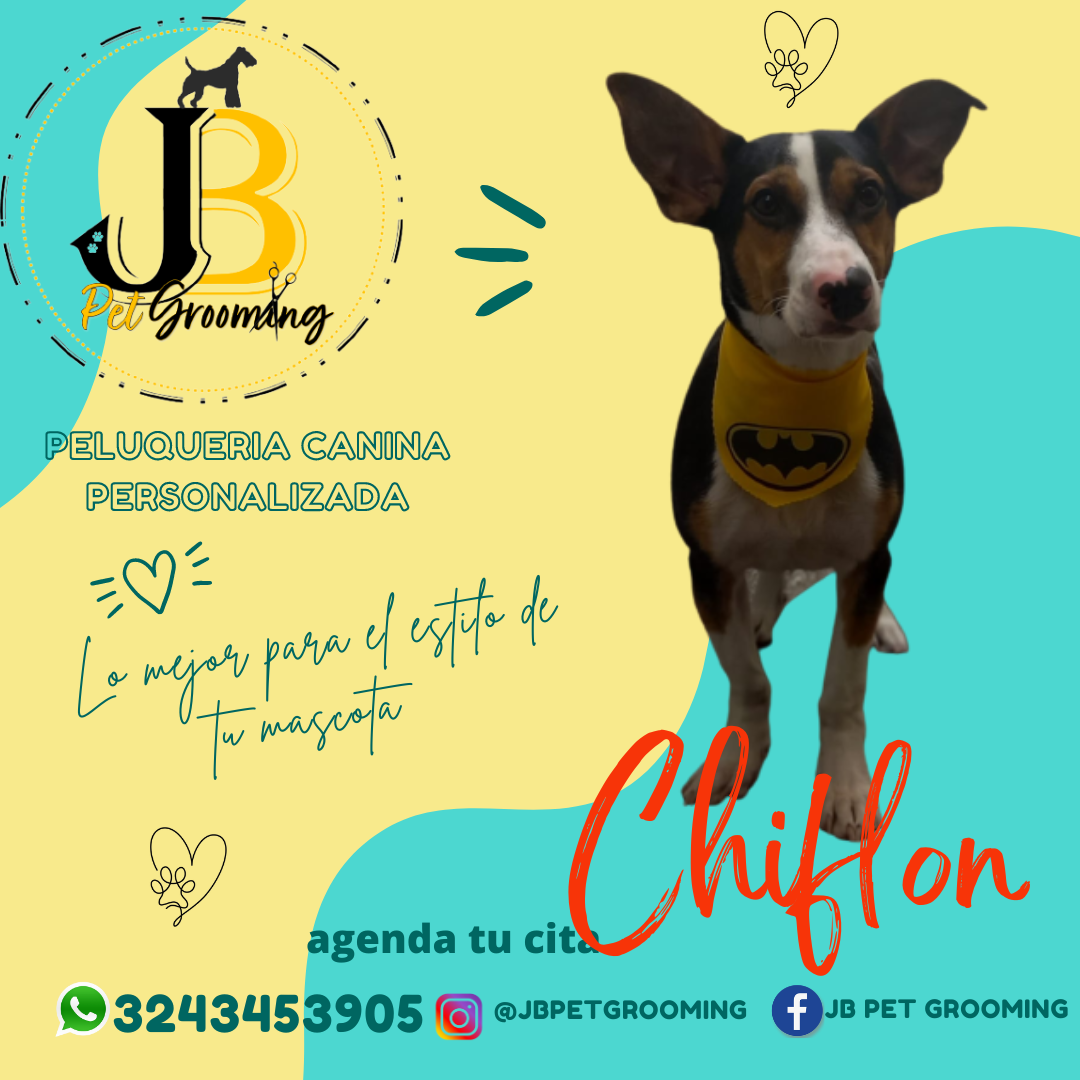 JB
Pet Grooming
PELUQUERIA CANINA
PERSONALIZADA
Lo mejor para el estilo de
tu mascota
Chiflon
agenda tu cita
3243453905
@JBPETGROOMING
JB PET GROOMING